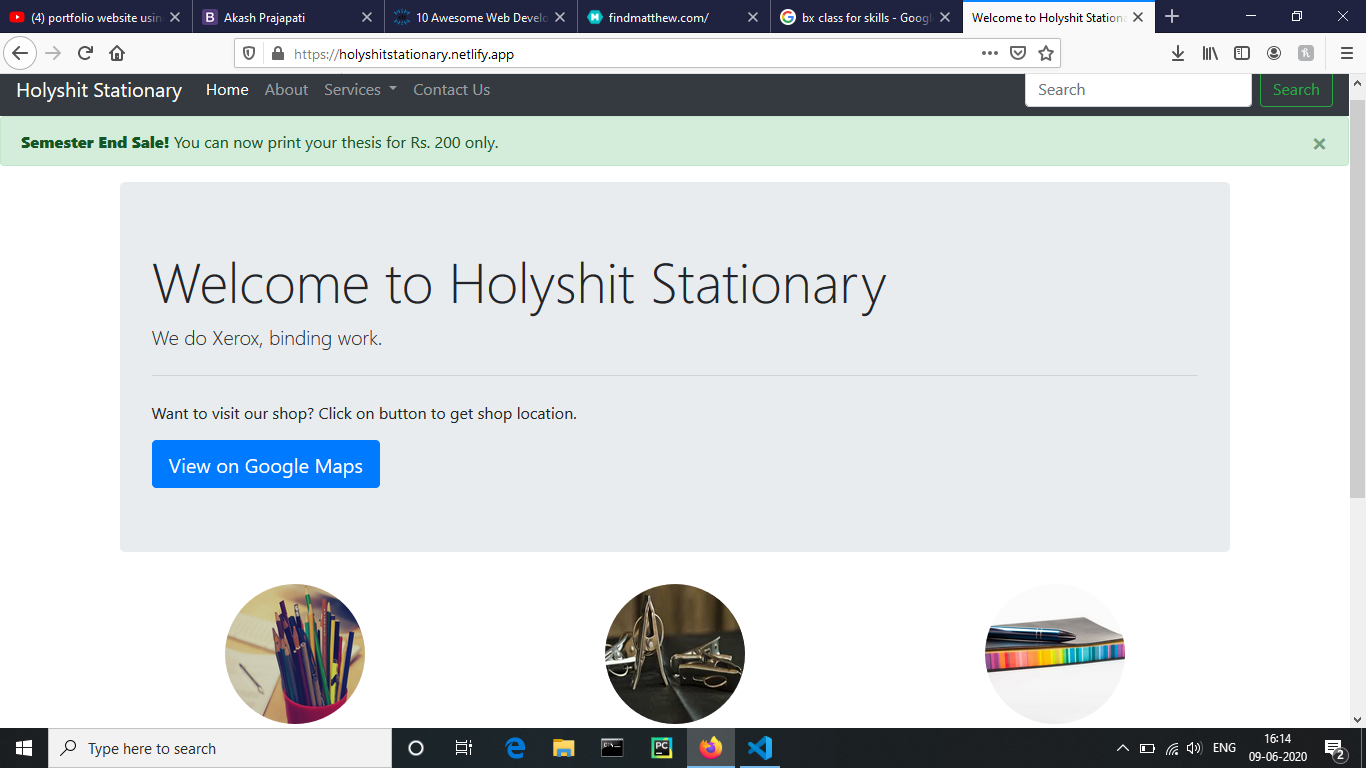 (4) portfolio website usin
Akash Prajapati
10 Awesome Web Develo
findmatthew.com/
bx class for skills - Googl
Welcome to Holyshit Stationa
https://holyshitstationary.netlify.app
Holyshit Stationary Home About Services Contact Us Search Search
Semester End Sale! You can now print your thesis for Rs. 200 only. ×
Welcome to Holyshit Stationary
We do Xerox, binding work.
Want to visit our shop? Click on button to get shop location.
View on Google Maps
Type here to search
PC
ENG
16:14
09-06-2020
2